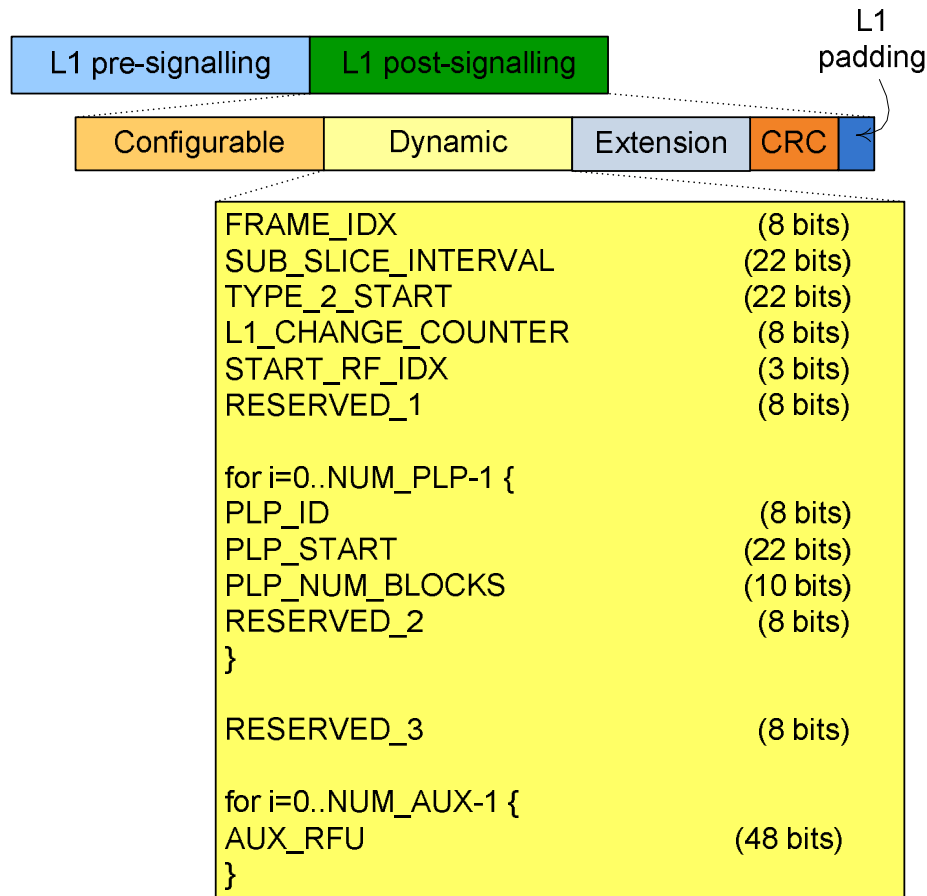 L1
padding
L1 pre-signalling L1 post-signalling
Configurable Dynamic Extension CRC
FRAME_IDX (8 bits)
SUB_SLICE_INTERVAL (22 bits)
TYPE_2_START (22 bits)
L1_CHANGE_COUNTER (8 bits)
START_RF_IDX (3 bits)
RESERVED_1 (8 bits)
for i=0..NUM_PLP-1 {
PLP_ID (8 bits)
PLP_START (22 bits)
PLP_NUM_BLOCKS (10 bits)
RESERVED_2 (8 bits)
}
RESERVED_3 (8 bits)
for i=0..NUM_AUX-1 {
AUX_RFU (48 bits)
}